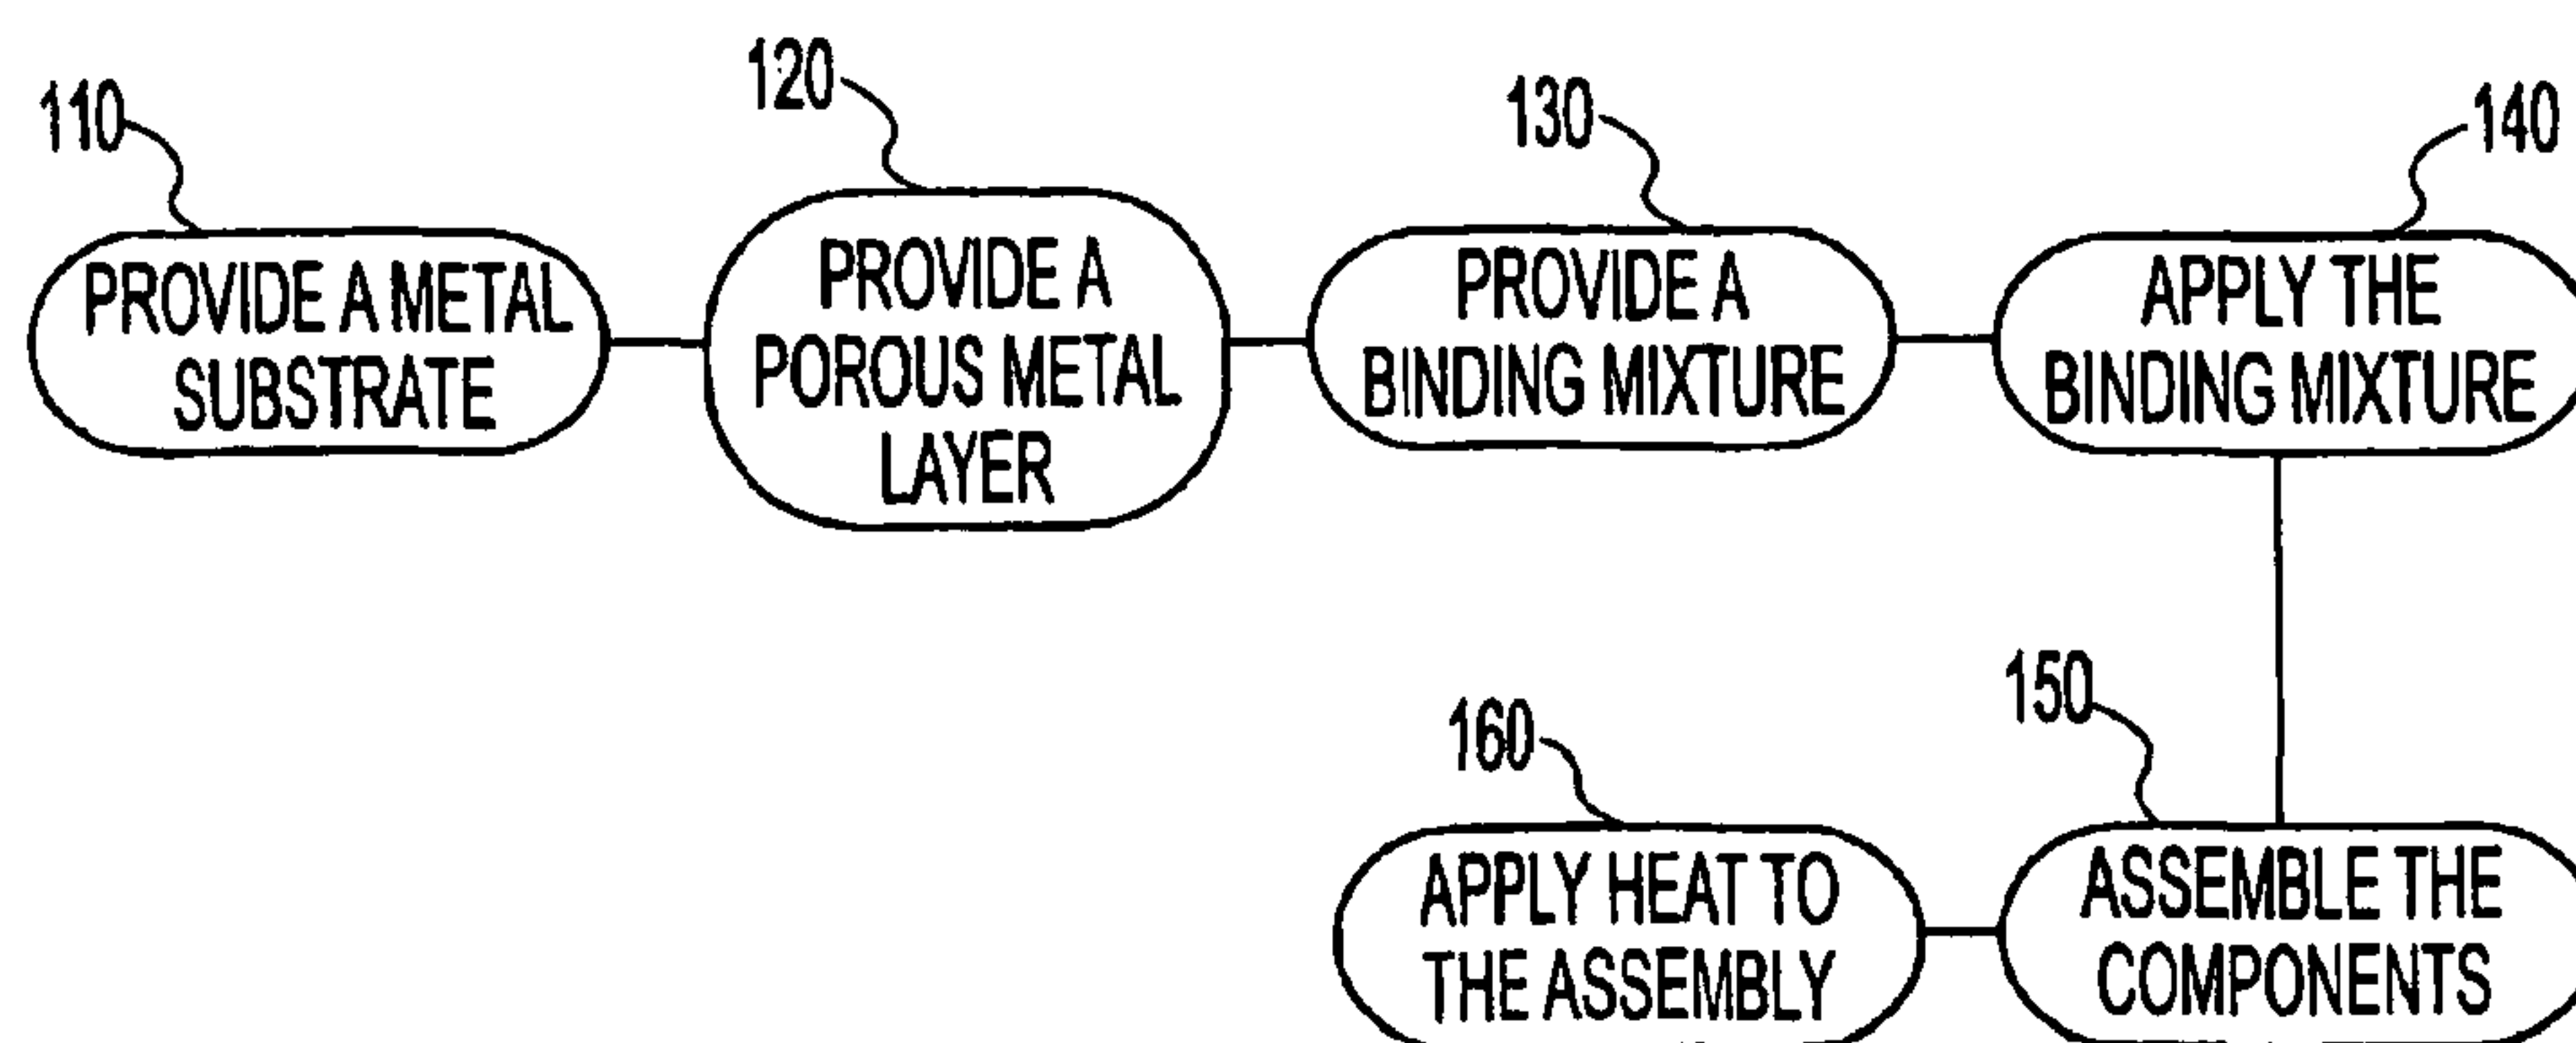 110
PROVIDE A METAL
SUBSTRATE
120
PROVIDE A
POROUS METAL
LAYER
130
PROVIDE A
BINDING MIXTURE
140
APPLY THE
BINDING MIXTURE
150
ASSEMBLE THE
COMPONENTS
160
APPLY HEAT TO
THE ASSEMBLY